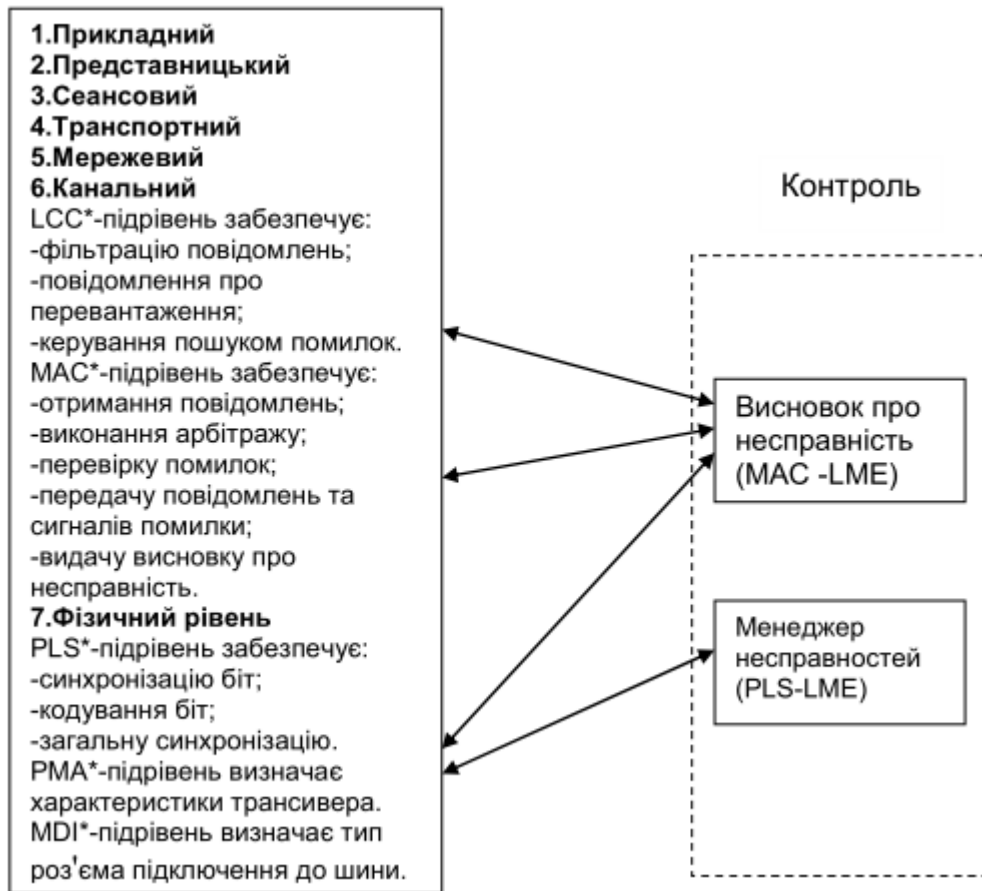 1.Прикладний
2.Представницький
3.Сеансовий
4.Транспортний
5.Мережевий
6.Канальний
LCC*-підрівень забезпечує:
-фільтрацію повідомлень;
-повідомлення про
перевантаження;
-керування пошуком помилок.
MAC*-підрівень забезпечує:
-отримання повідомлень;
-виконання арбітражу;
-перевірку помилок;
-передачу повідомлень та
сигналів помилки;
-видачу висновку про
несправність.
7.Фізичний рівень
PLS*-підрівень забезпечує:
-синхронізацію біт;
-кодування біт;
-загальну синхронізацію.
PMA*-підрівень визначає
характеристики трансивера.
MDI*-підрівень визначає тип
роз'єма підключення до шини.
Контроль
Висновок про
несправність
(MAC -LME)
Менеджер
несправностей
(PLS-LME)